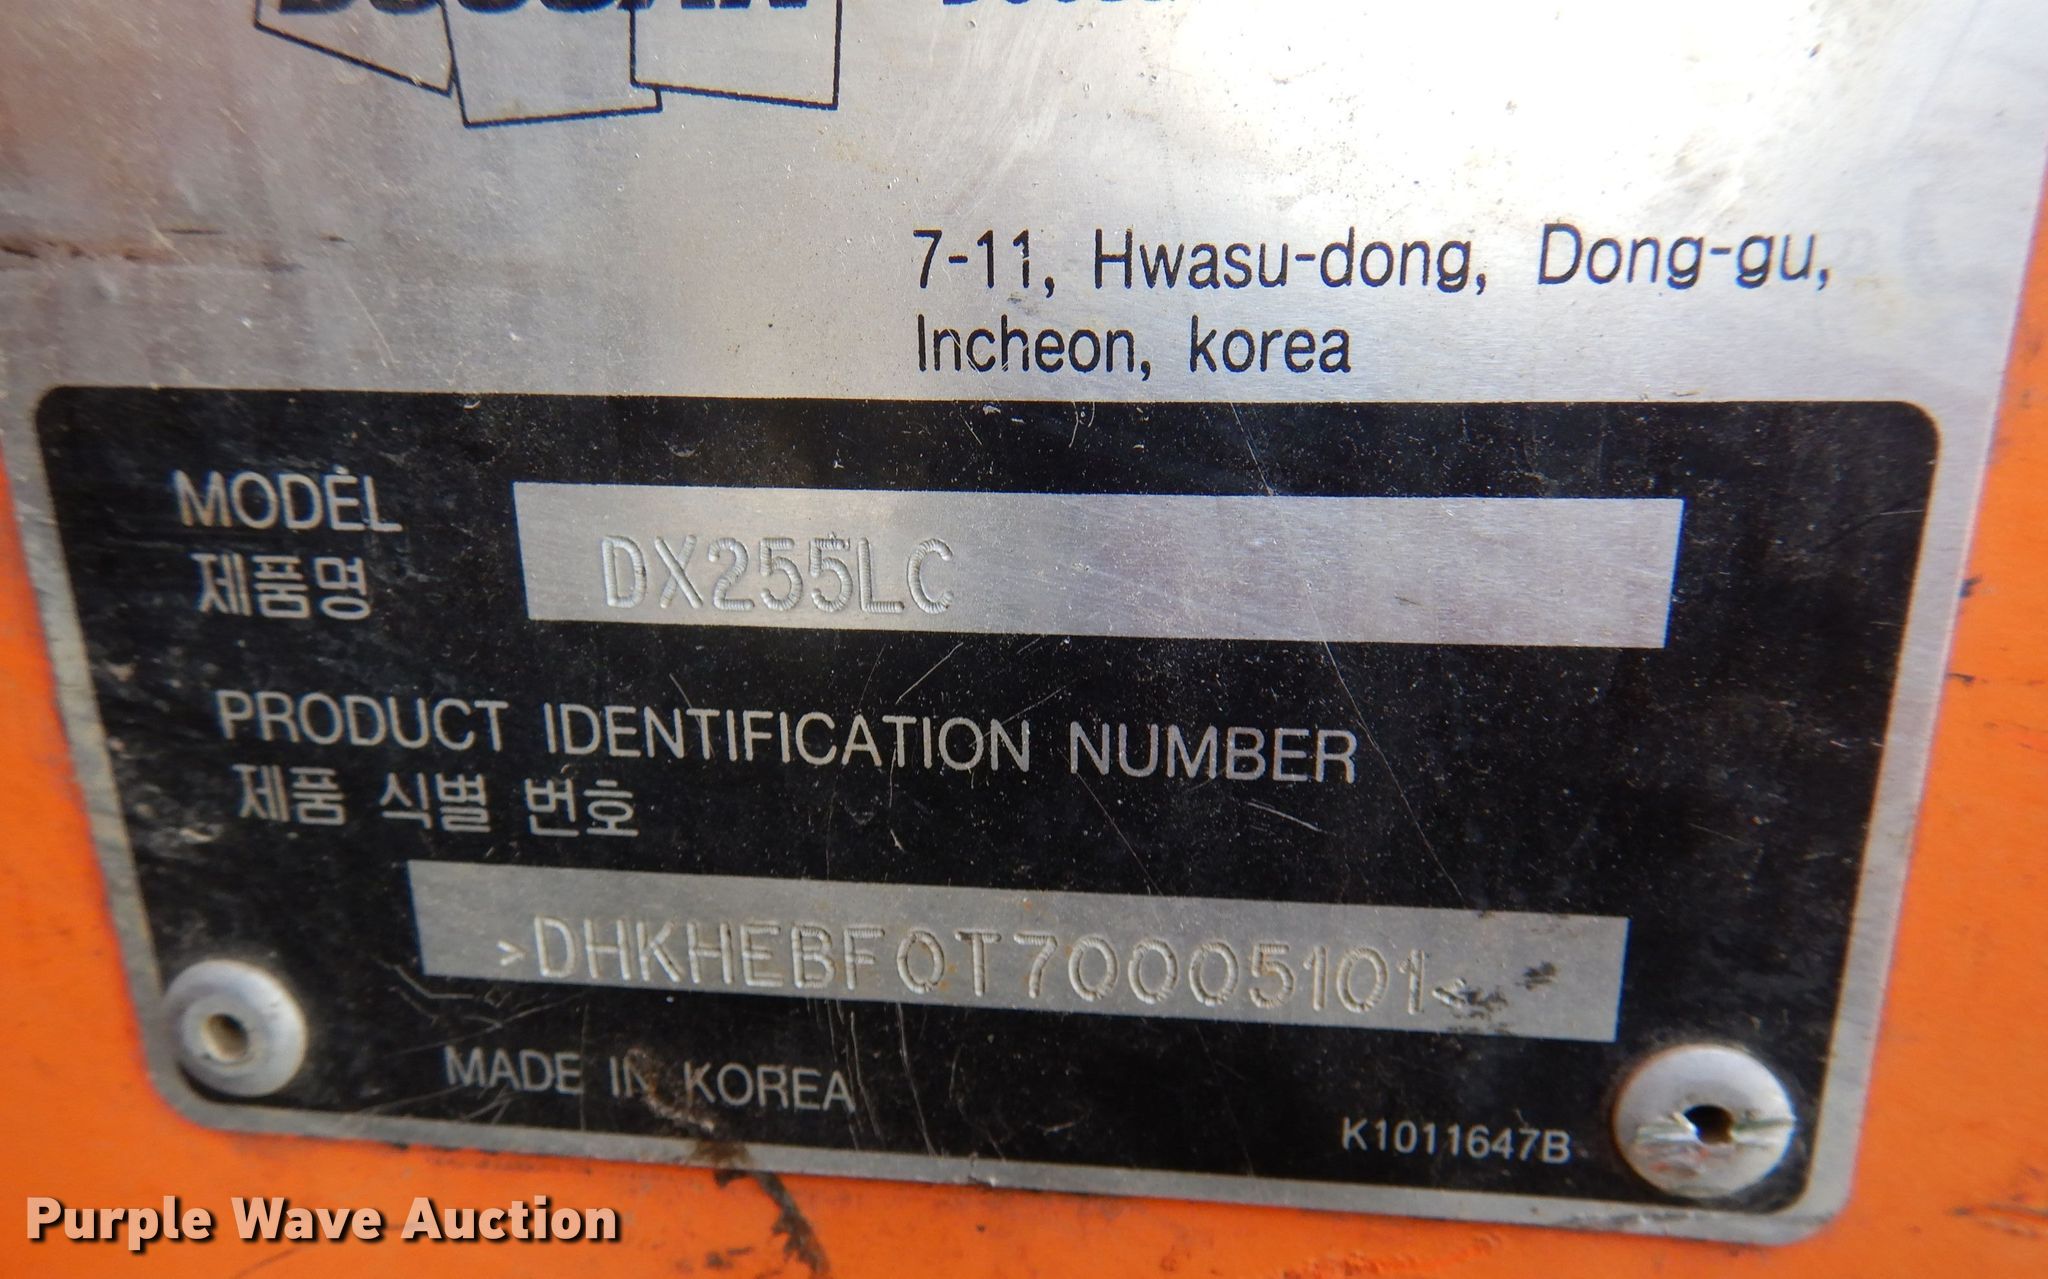 DOOSAN
7-11, Hwasu-dong, Dong-gu,
Incheon, korea
MODEL
제품명
DX255LC
PRODUCT IDENTIFICATION NUMBER
제품 식별 번호
>DHKHEBF0T70005101<
MADE IN KOREA
K1011647B
Purple Wave Auction